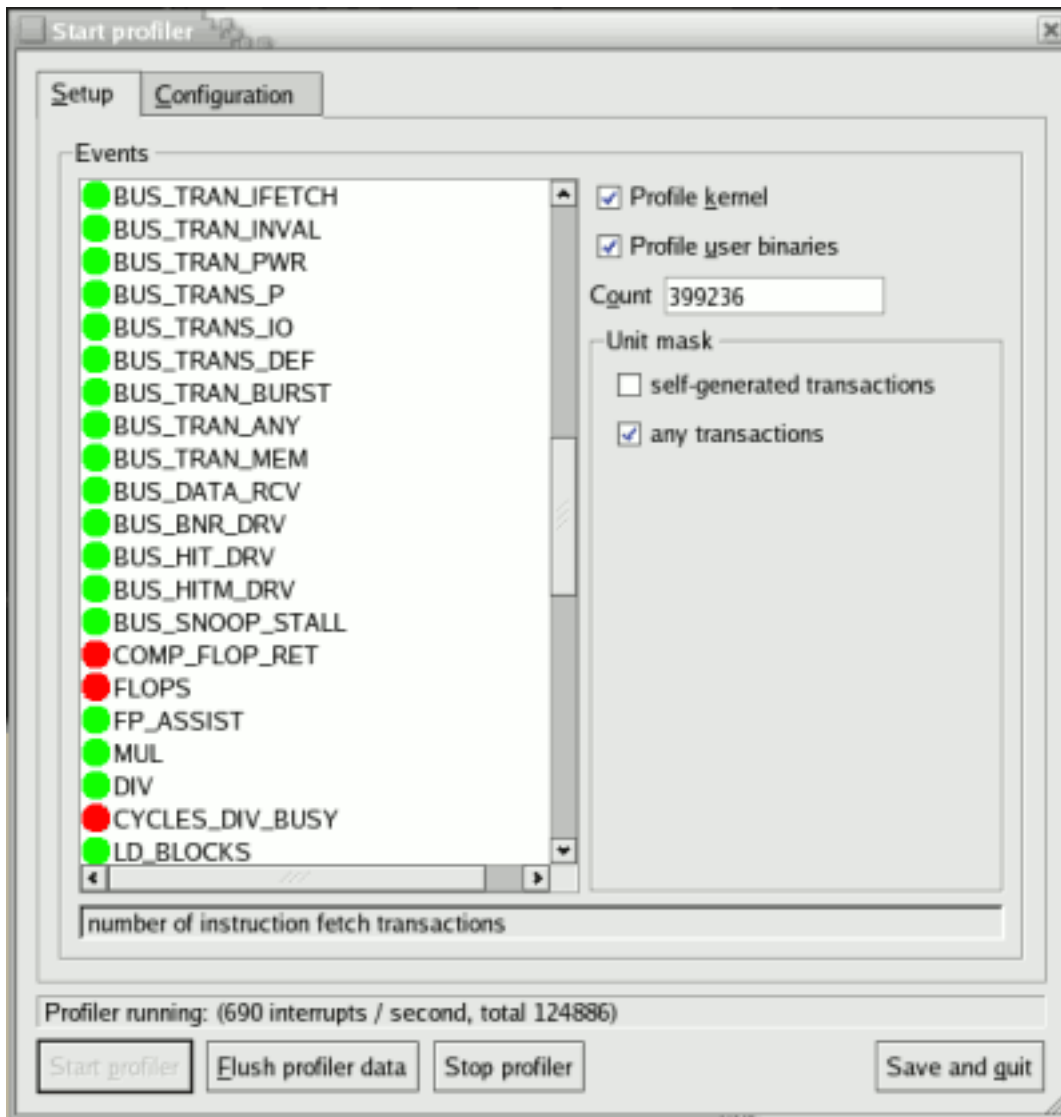 Start profiler
Setup
Configuration
Events
BUS_TRAN_IFETCH
BUS_TRAN_INVAL
BUS_TRAN_PWR
BUS_TRANS_P
BUS_TRANS_IO
BUS_TRANS_DEF
BUS_TRAN_BURST
BUS_TRAN_ANY
BUS_TRAN_MEM
BUS_DATA_RCV
BUS_BNR_DRV
BUS_HIT_DRV
BUS_HITM_DRV
BUS_SNOOP_STALL
COMP_FLOP_RET
FLOPS
FP_ASSIST
MUL
DIV
CYCLES_DIV_BUSY
LD_BLOCKS
Profile kernel
Profile user binaries
Count 399236
Unit mask
self-generated transactions
any transactions
number of instruction fetch transactions
Profiler running: (690 interrupts / second, total 124886)
Start profiler
Flush profiler data
Stop profiler
Save and quit